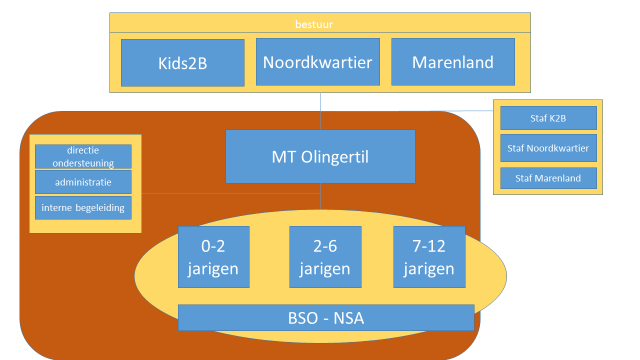 bestuur
Kids2B
Noordkwartier
Marenland
Staf K2B
Staf Noordkwartier
Staf Marenland
MT Olingertil
directie
ondersteuning
administratie
interne begeleiding
0-2
jarigen
2-6
jarigen
7-12
jarigen
BSO - NSA